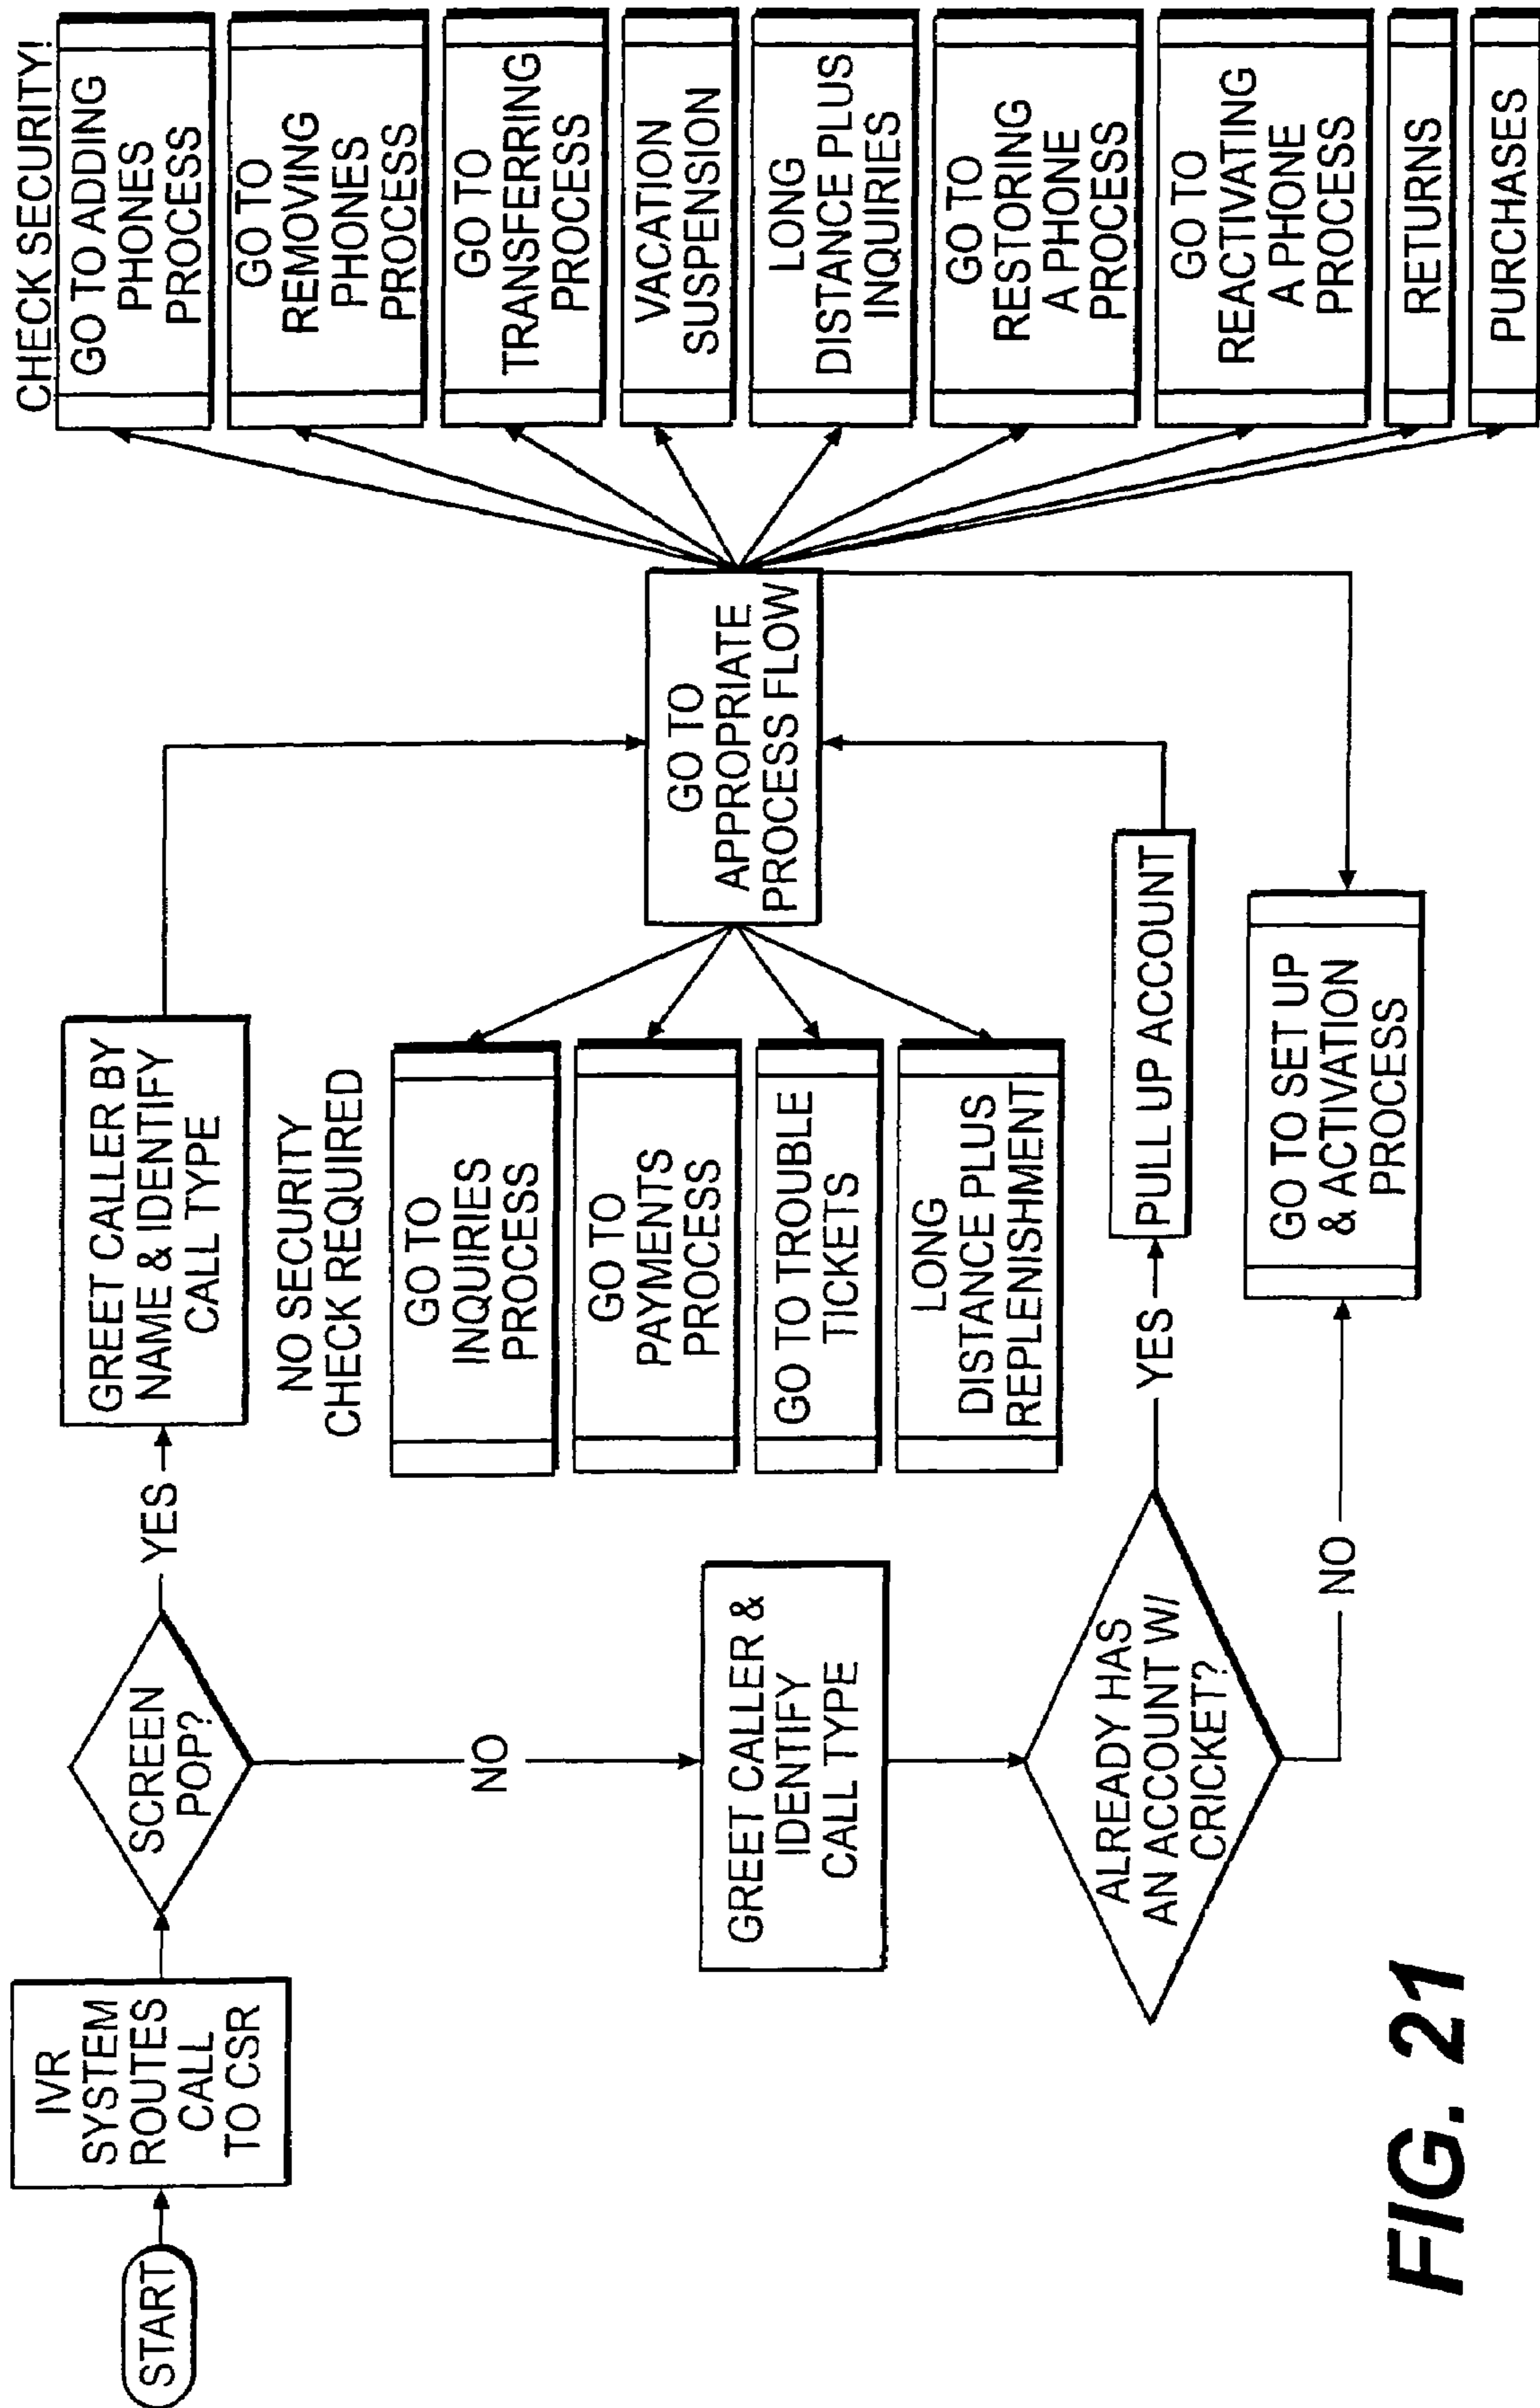 START
IVR
SYSTEM
ROUTES
CALL
TO CSR
SCREEN
POP?
YES
GREET CALLER BY
NAME & IDENTIFY
CALL TYPE
NO
GREET CALLER &
IDENTIFY
CALL TYPE
ALREADY HAS
AN ACCOUNT W/
CRICKET?
YES
PULL UP ACCOUNT
NO
GO TO SET UP
& ACTIVATION
PROCESS
GO TO
APPROPRIATE
PROCESS FLOW
NO SECURITY
CHECK REQUIRED
GO TO
INQUIRIES
PROCESS
GO TO
PAYMENTS
PROCESS
GO TO TROUBLE
TICKETS
LONG
DISTANCE PLUS
REPLENISHMENT
CHECK SECURITY!
GO TO ADDING
PHONES
PROCESS
GO TO
REMOVING
PHONES
PROCESS
GO TO
TRANSFERRING
PROCESS
VACATION
SUSPENSION
LONG
DISTANCE PLUS
INQUIRIES
GO TO
RESTORING
A PHONE
PROCESS
GO TO
REACTIVATING
A PHONE
PROCESS
RETURNS
PURCHASES
FIG. 21